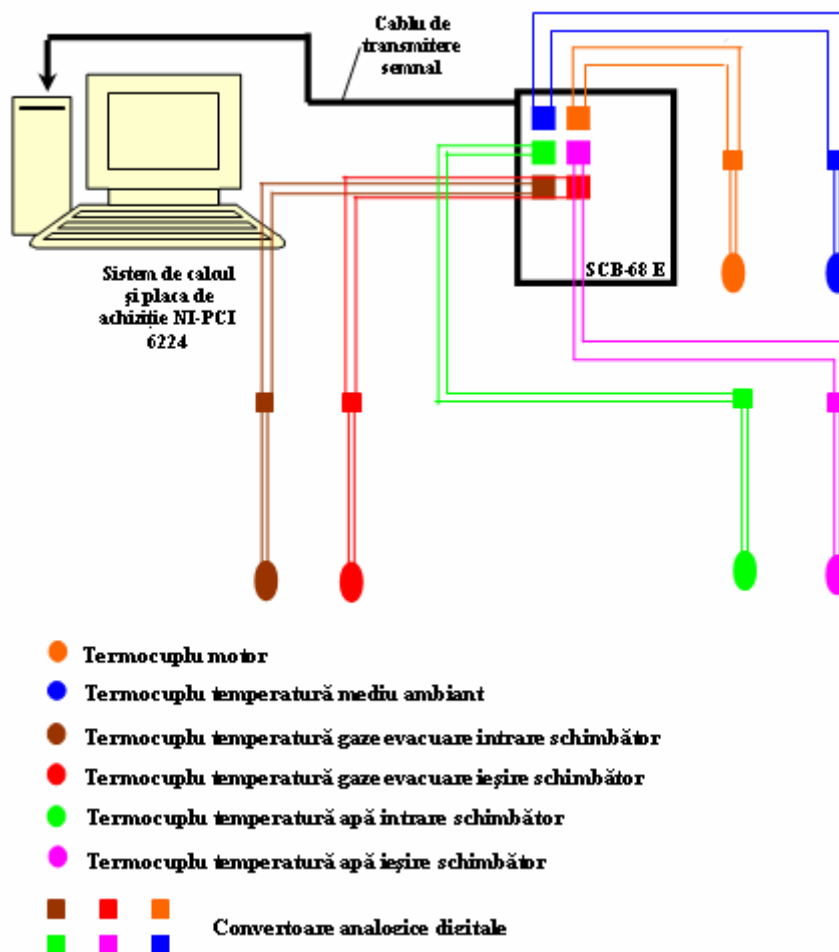 Cablu de
transmitere
semnal
SCB-68 E
Sistem de calcul
și placa de
achiziție NI-PCI
6224
Termocuplu motor
Termocuplu temperatură mediu ambiant
Termocuplu temperatură gaze evacuare intrare schimbător
Termocuplu temperatură gaze evacuare ieșire schimbător
Termocuplu temperatură apă intrare schimbător
Termocuplu temperatură apă ieșire schimbător
Convertoare analogice digitale